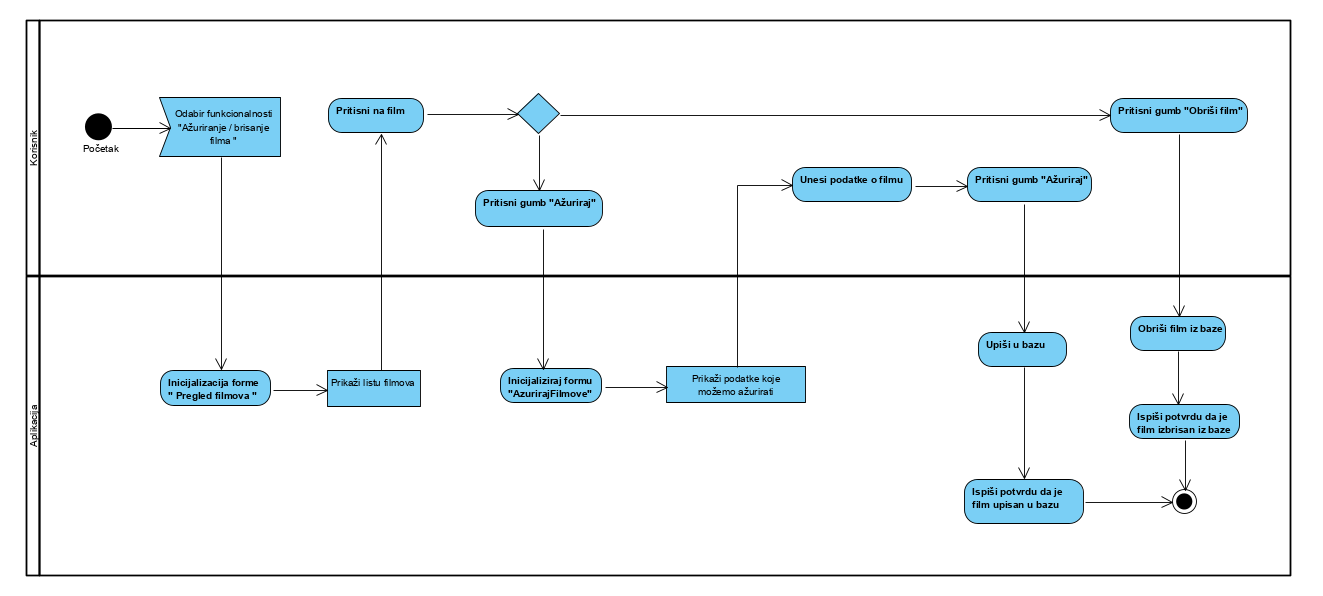 Korisnik
Početak
Odabir funkcionalnosti
"Ažuriranje / brisanje
filma "
Pritisni na film
Pritisni gumb "Obriši film"
Pritisni gumb "Ažuriraj"
Unesi podatke o filmu
Pritisni gumb "Ažuriraj"
Aplikacija
Inicijalizacija forme
" Pregled filmova "
Prikaži listu filmova
Inicijaliziraj formu
"AzurirajFilmove"
Prikaži podatke koje
možemo ažurirati
Upiši u bazu
Ispiši potvrdu da je
film upisan u bazu
Obriši film iz baze
Ispiši potvrdu da je
film izbrisan iz baze